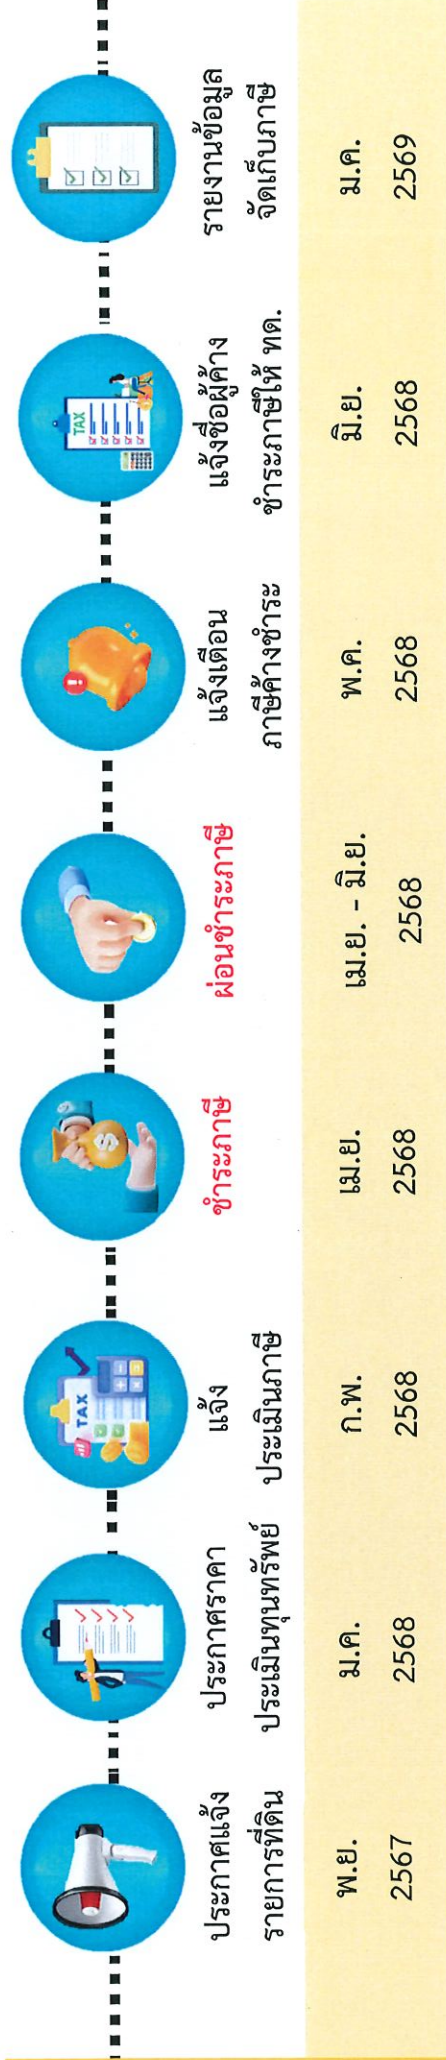 ประกาศแจ้ง
รายการที่ดิน
พ.ย.
2567
ประกาศราคา
ประเมินทุนทรัพย์
ม.ค.
2568
TAX
แจ้ง
ประเมินภาษี
ก.พ.
2568
$
ชำระภาษี
เม.ย.
2568
ผ่อนชำระภาษี
เม.ย. - มิ.ย.
2568
!
แจ้งเตือน
ภาษีค้างชำระ
พ.ค.
2568
TAX
แจ้งชื่อผู้ค้าง
ชำระภาษีให้ ทด.
มิ.ย.
2568
รายงานข้อมูล
จัดเก็บภาษี
ม.ค.
2569